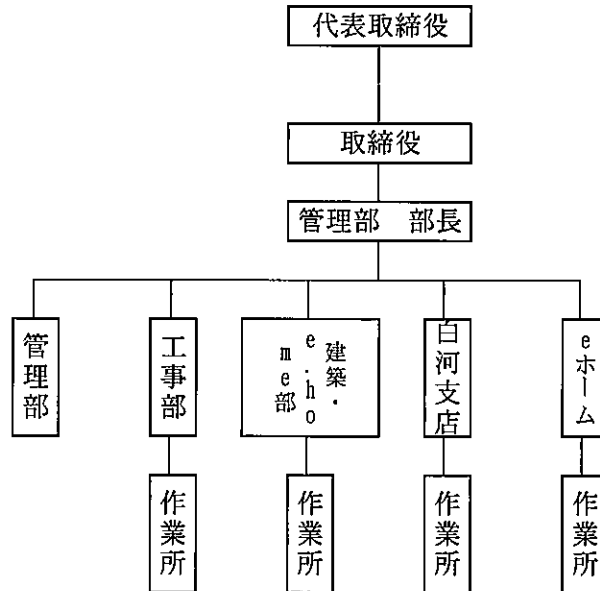 代表取締役
取締役
管理部 部長
管理部
工事部
建築・
e.ho
me部
白河支店
eホーム
作業所
作業所
作業所
作業所